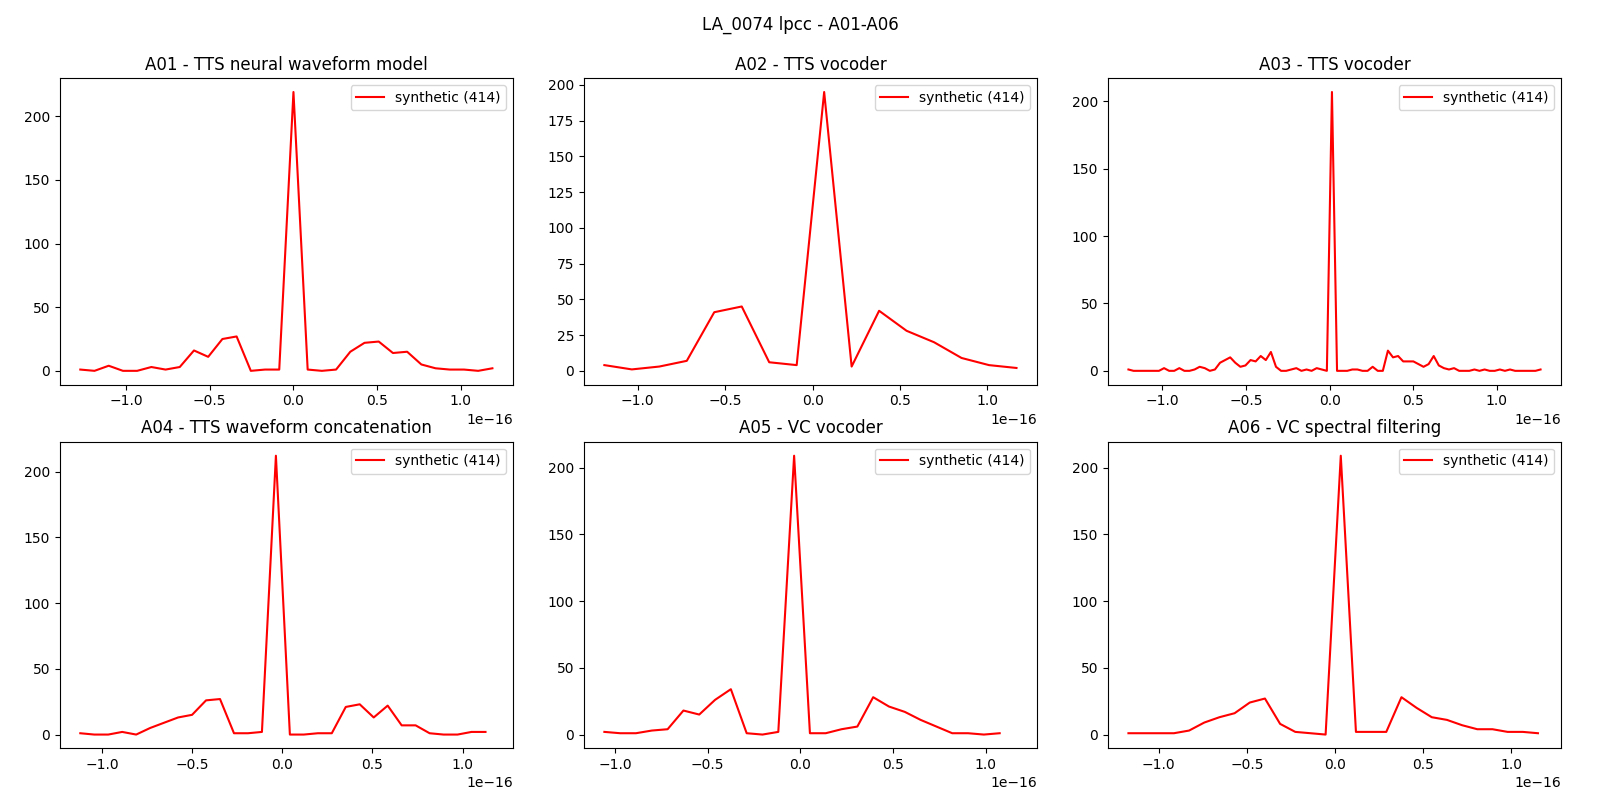 LA_0074 lpcc - A01-A06
A01 - TTS neural waveform model
synthetic (414)
200
150
100
50
0
−1.0 −0.5 0.0 0.5 1.0
1e−16
A02 - TTS vocoder
synthetic (414)
200
175
150
125
100
75
50
25
0
−1.0 −0.5 0.0 0.5 1.0
1e−16
A03 - TTS vocoder
synthetic (414)
200
150
100
50
0
−1.0 −0.5 0.0 0.5 1.0
1e−16
A04 - TTS waveform concatenation
synthetic (414)
200
150
100
50
0
−1.0 −0.5 0.0 0.5 1.0
1e−16
A05 - VC vocoder
synthetic (414)
200
150
100
50
0
−1.0 −0.5 0.0 0.5 1.0
1e−16
A06 - VC spectral filtering
synthetic (414)
200
150
100
50
0
−1.0 −0.5 0.0 0.5 1.0
1e−16